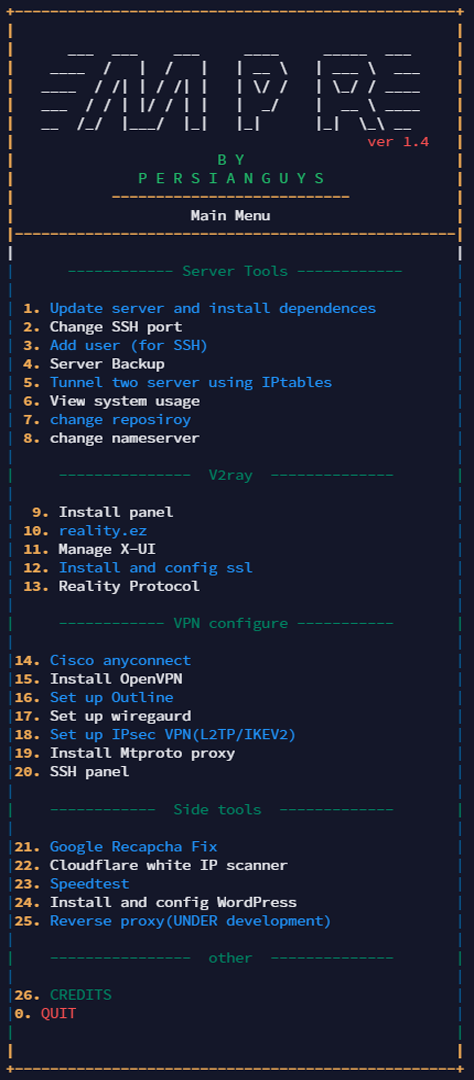 EMPIRE
ver 1.4
B Y
P E R S I A N G U Y S
Main Menu
Server Tools
1. Update server and install dependences
2. Change SSH port
3. Add user (for SSH)
4. Server Backup
5. Tunnel two server using IPtables
6. View system usage
7. change reposiroy
8. change nameserver
V2ray
9. Install panel
10. reality.ez
11. Manage X-UI
12. Install and config ssl
13. Reality Protocol
VPN configure
14. Cisco anyconnect
15. Install OpenVPN
16. Set up Outline
17. Set up wiregaurd
18. Set up IPsec VPN(L2TP/IKEV2)
19. Install Mtproto proxy
20. SSH panel
Side tools
21. Google Recapcha Fix
22. Cloudflare white IP scanner
23. Speedtest
24. Install and config WordPress
25. Reverse proxy(UNDER development)
other
26. CREDITS
0. QUIT